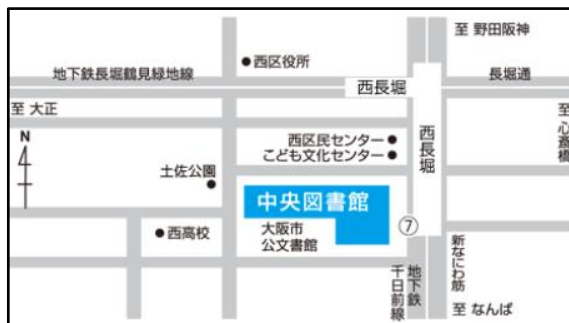 至 野田阪神
西区役所
地下鉄長堀鶴見緑地線
長堀通
西長堀
至 大正
至 心斎橋
N
西区民センター
こども文化センター
西長堀
土佐公園
中央図書館
大阪市
公文書館
⑦
西高校
新なにわ筋
地下鉄
千日前線
至 なんば